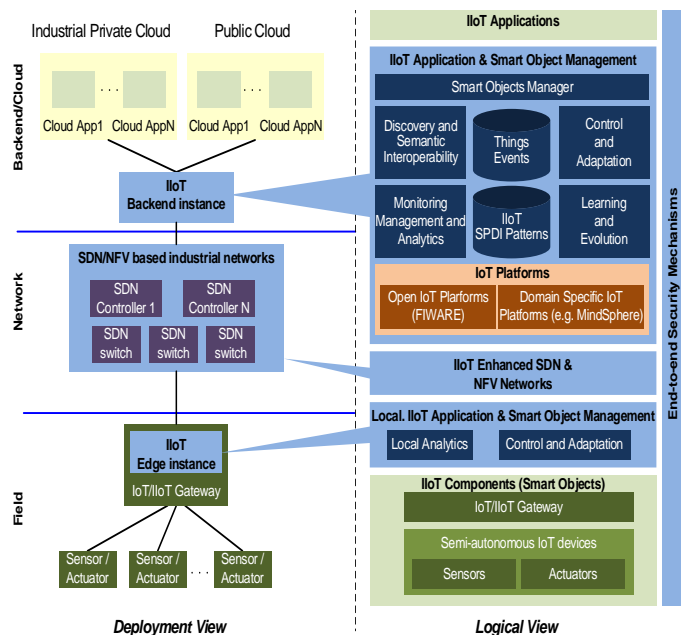 Industrial Private Cloud
Public Cloud
. . .
. . .
Cloud App1
Cloud AppN
Cloud App1
Cloud AppN
Backend/Cloud
IIoT
Backend instance
Network
SDN/NFV based industrial networks
SDN
Controller 1
SDN
Controller N
SDN
switch
SDN
switch
SDN
switch
Field
IIoT
Edge instance
IoT/IIoT Gateway
Sensor /
Actuator
Sensor /
Actuator
. . .
Sensor /
Actuator
Deployment View
IIoT Applications
IIoT Application & Smart Object Management
Smart Objects Manager
Discovery and
Semantic
Interoperability
Things
Events
Control
and
Adaptation
Monitoring
Management and
Analytics
IIoT
SPDI Patterns
Learning
and
Evolution
IoT Platforms
Open IoT Plarforms
(FIWARE)
Domain Specific IoT
Platforms (e.g. MindSphere)
IIoT Enhanced SDN &
NFV Networks
Local. IIoT Application & Smart Object Management
Local Analytics
Control and Adaptation
IIoT Components (Smart Objects)
IoT/IIoT Gateway
Semi-autonomous IoT devices
Sensors
Actuators
Logical View
End-to-end Security Mechanisms